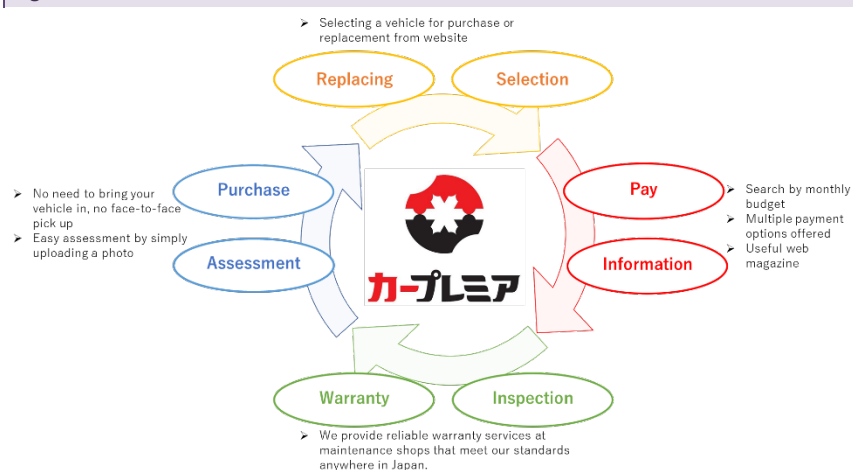 ➢ Selecting a vehicle for purchase or
replacement from website
Replacing
Selection
Purchase
Assessment
➢ No need to bring your
vehicle in, no face-to-face
pick up
➢ Easy assessment by simply
uploading a photo
カープレミア
Pay
Information
➢ Search by monthly
budget
➢ Multiple payment
options offered
➢ Useful web
magazine
Warranty
Inspection
➢ We provide reliable warranty services at
maintenance shops that meet our standards
anywhere in Japan.